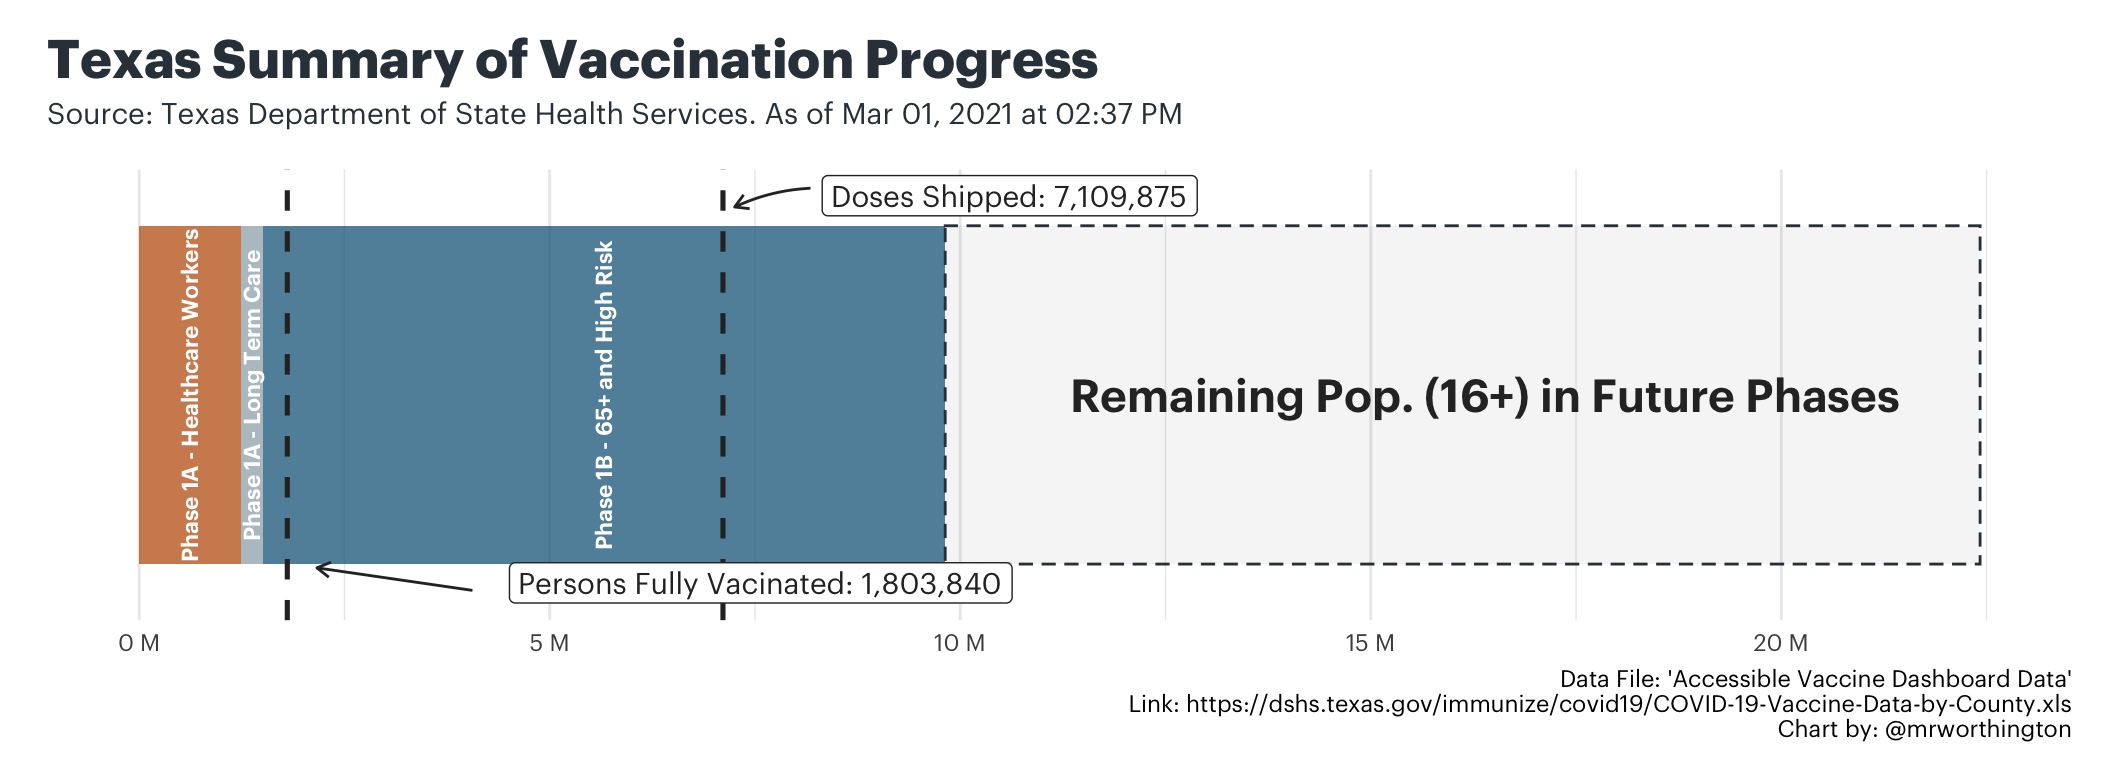 Texas Summary of Vaccination Progress
Source: Texas Department of State Health Services. As of Mar 01, 2021 at 02:37 PM
Doses Shipped: 7,109,875
Phase 1A - Healthcare Workers
Phase 1A - Long Term Care
Phase 1B - 65+ and High Risk
Remaining Pop. (16+) in Future Phases
Persons Fully Vacinated: 1,803,840
0 M 5 M 10 M 15 M 20 M
Data File: 'Accessible Vaccine Dashboard Data'
Link: https://dshs.texas.gov/immunize/covid19/COVID-19-Vaccine-Data-by-County.xls
Chart by: @mrworthington